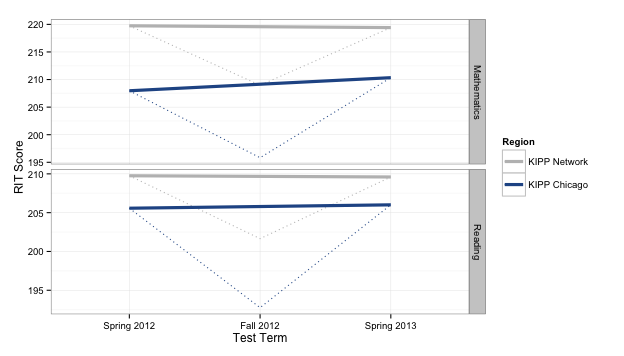 RIT Score
220
215
210
205
200
195
Mathematics
210
205
200
195
Reading
Spring 2012
Fall 2012
Spring 2013
Test Term
Region
KIPP Network
KIPP Chicago